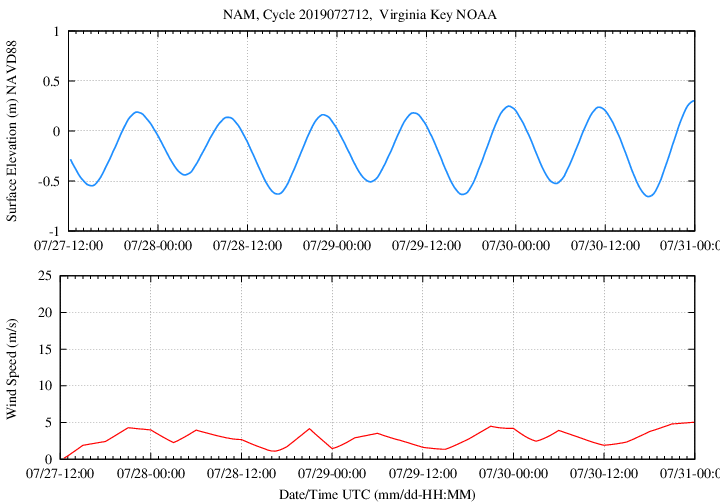 NAM, Cycle 2019072712,  Virginia Key NOAA
Surface Elevation (m) NAVD88
1
0.5
0
-0.5
-1
07/27-12:00 07/28-00:00 07/28-12:00 07/29-00:00 07/29-12:00 07/30-00:00 07/30-12:00 07/31-00:0
Wind Speed (m/s)
25
20
15
10
5
0
07/27-12:00 07/28-00:00 07/28-12:00 07/29-00:00 07/29-12:00 07/30-00:00 07/30-12:00 07/31-00:0
Date/Time UTC (mm/dd-HH:MM)